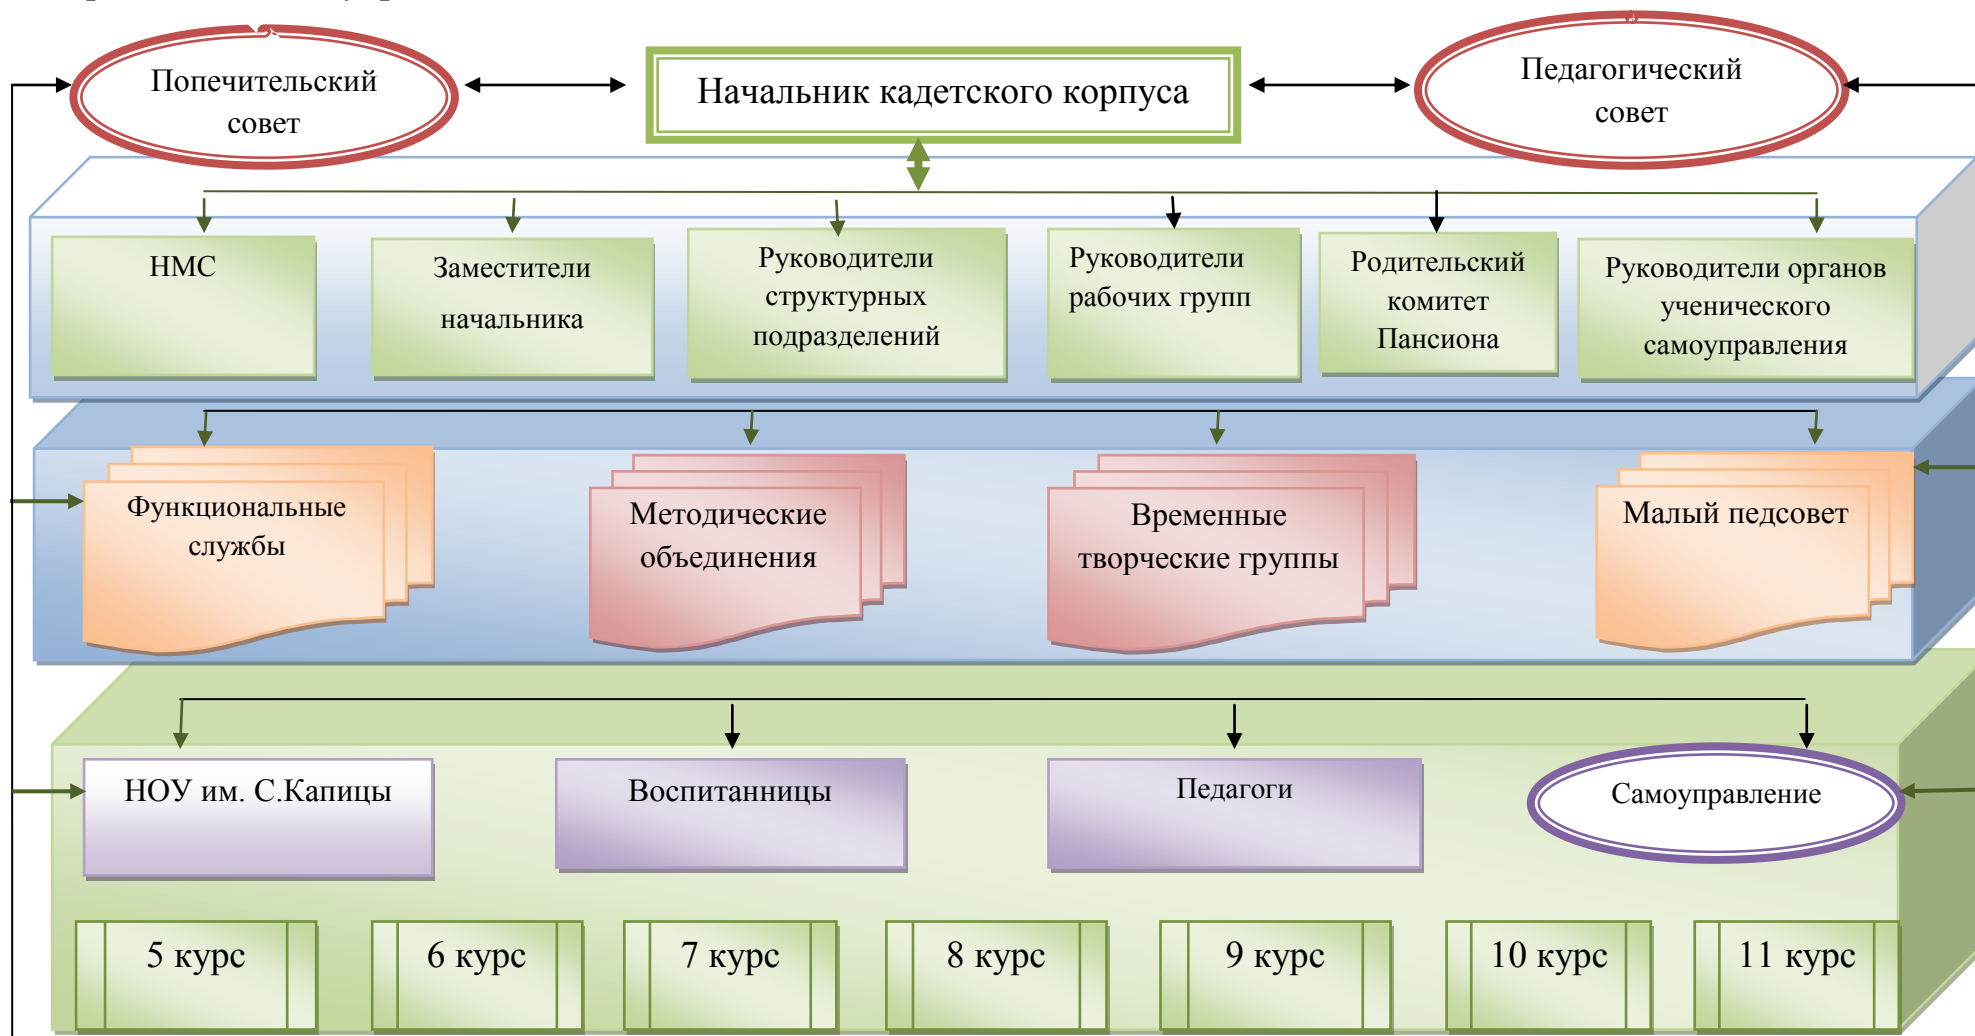 Попечительский
совет
Начальник кадетского корпуса
Педагогический
совет
НМС
Заместители
начальника
Руководители
структурных
подразделений
Руководители
рабочих групп
Родительский
комитет
Пансиона
Руководители органов
ученического
самоуправления
Функциональные
службы
Методические
объединения
Временные
творческие группы
Малый педсовет
НОУ им. С.Капицы
Воспитанницы
Педагоги
Самоуправление
5 курс
6 курс
7 курс
8 курс
9 курс
10 курс
11 курс